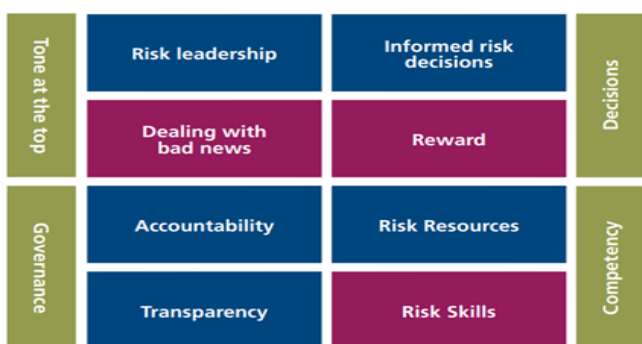 Tone at the top
Risk leadership
Informed risk
decisions
Decisions
Dealing with
bad news
Reward
Governance
Accountability
Risk Resources
Competency
Transparency
Risk Skills